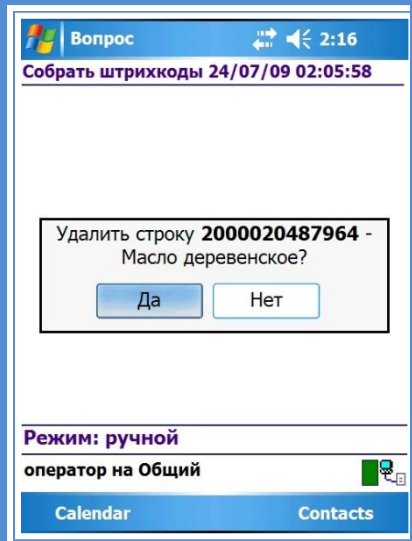 Вопрос 2:16
Собрать штрихкоды 24/07/09 02:05:58
Удалить строку 2000020487964 -
Масло деревенское?
Да Нет
Режим: ручной
оператор на Общий
Calendar Contacts